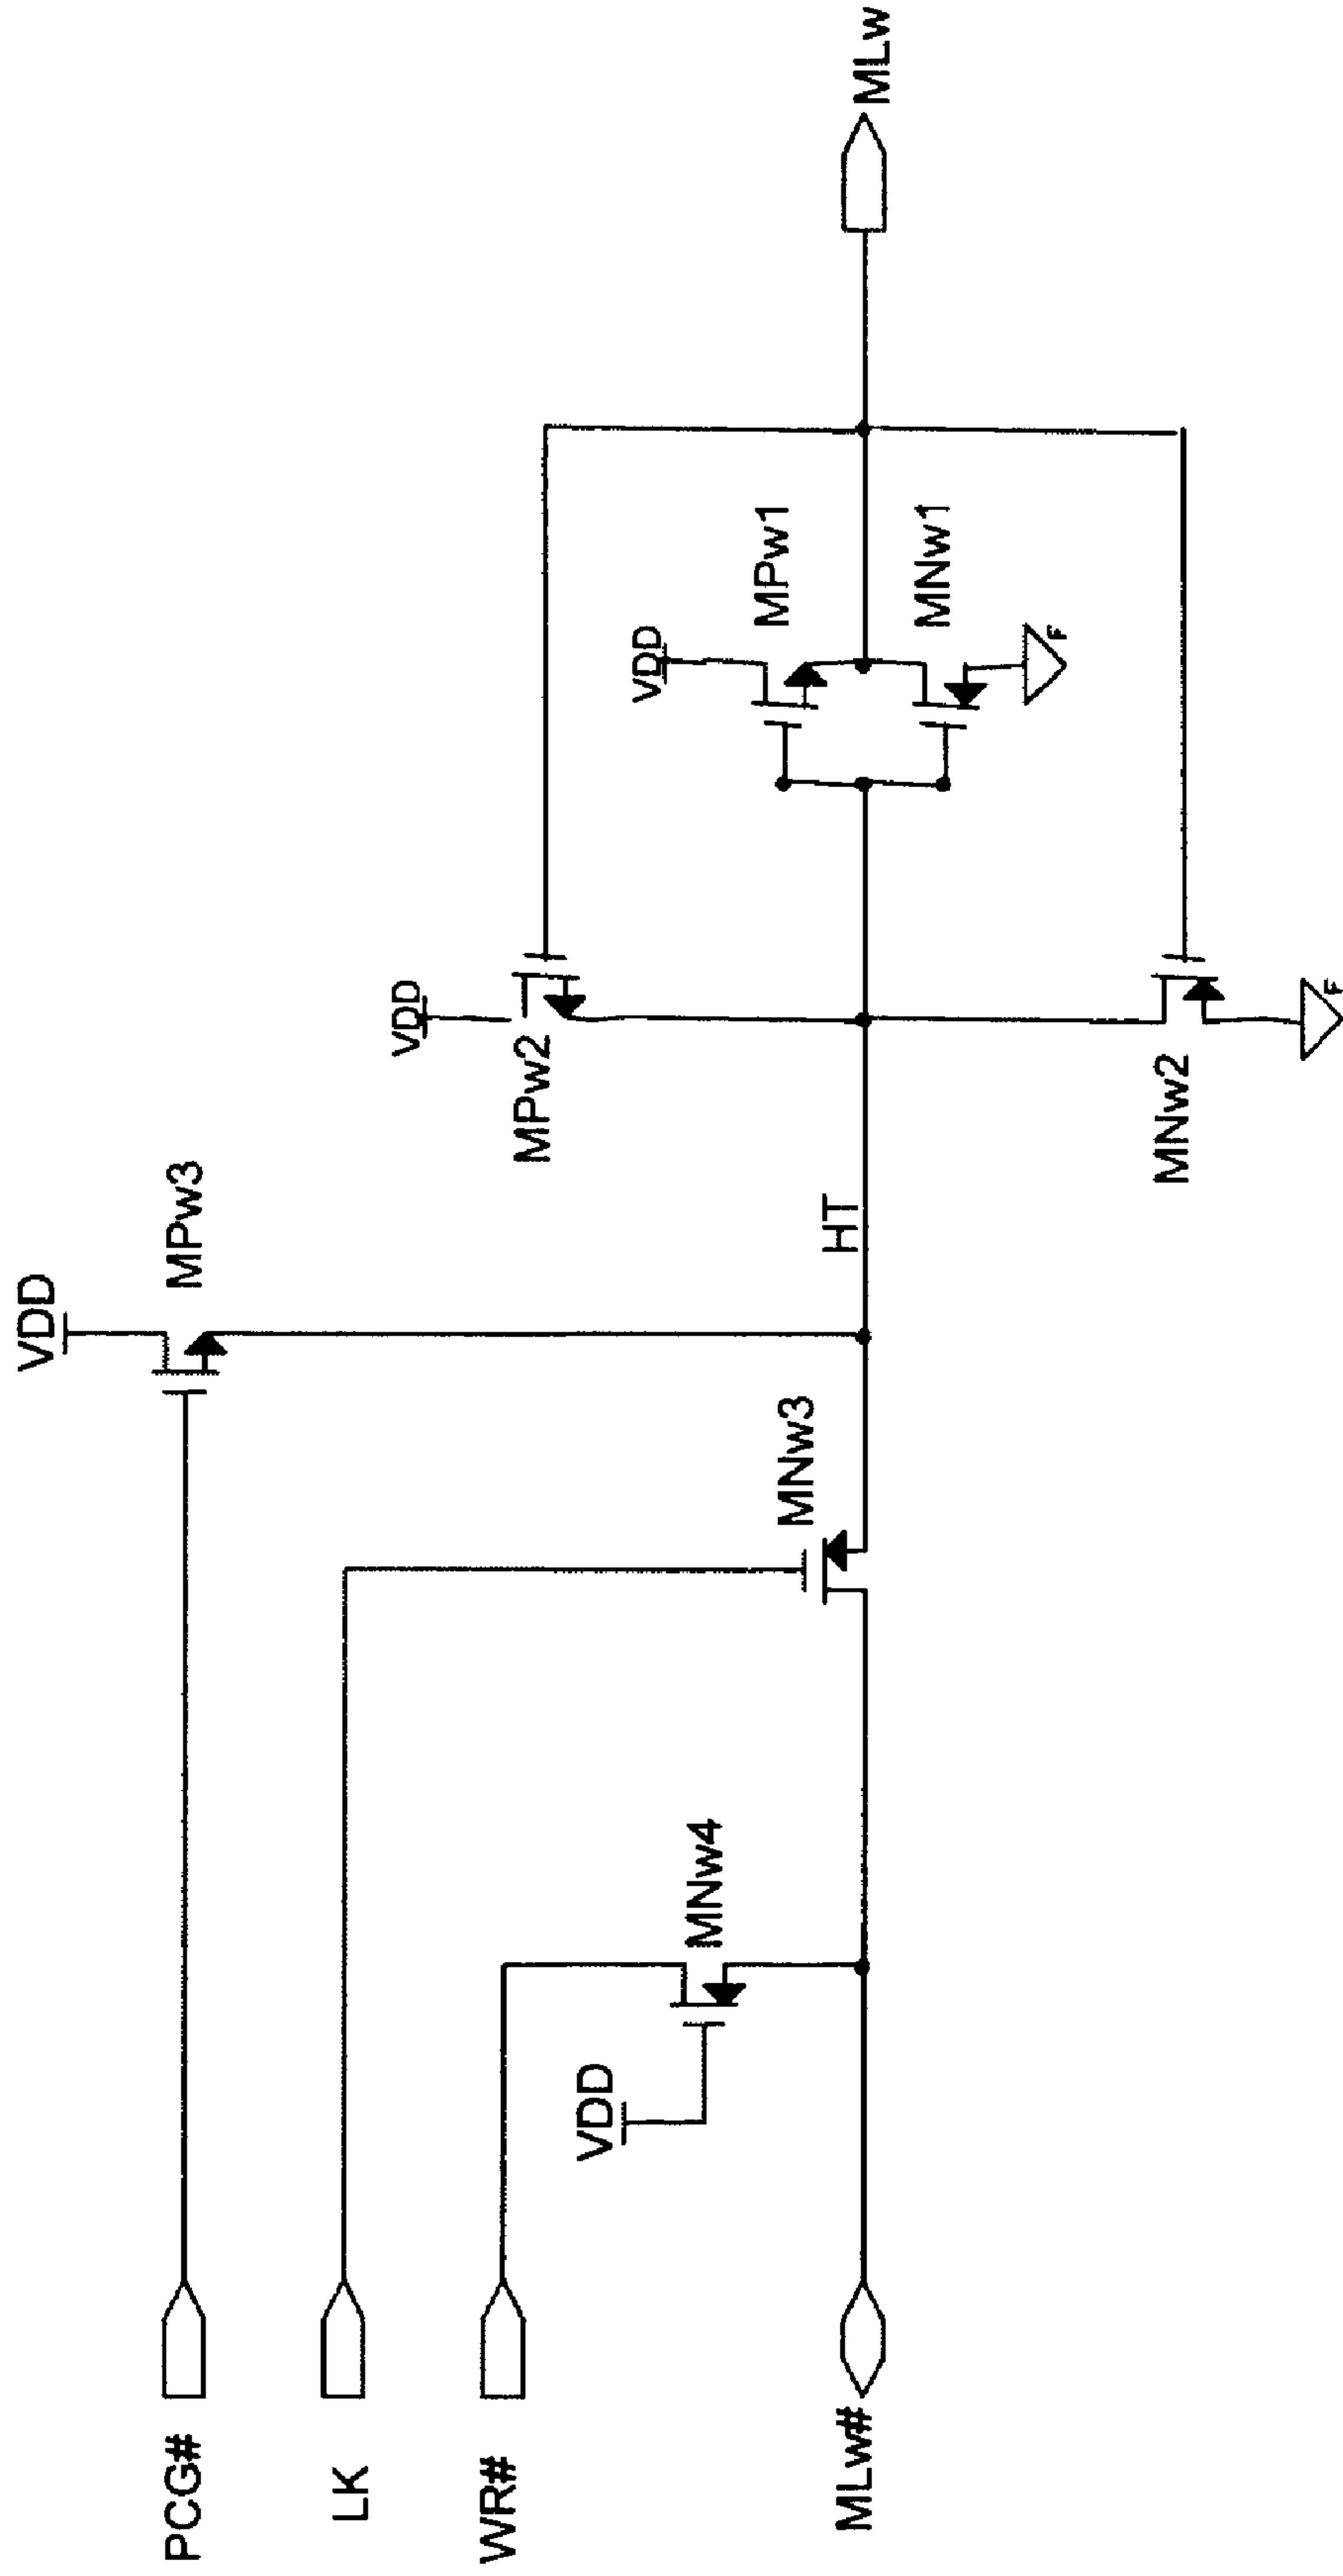 PCG#
LK
WR#
MLw#
VDD
MNw4
MNw3
VDD
MPw3
HT
VDD
MPw2
MNw2
F
VDD
MPw1
MNw1
F
MLw